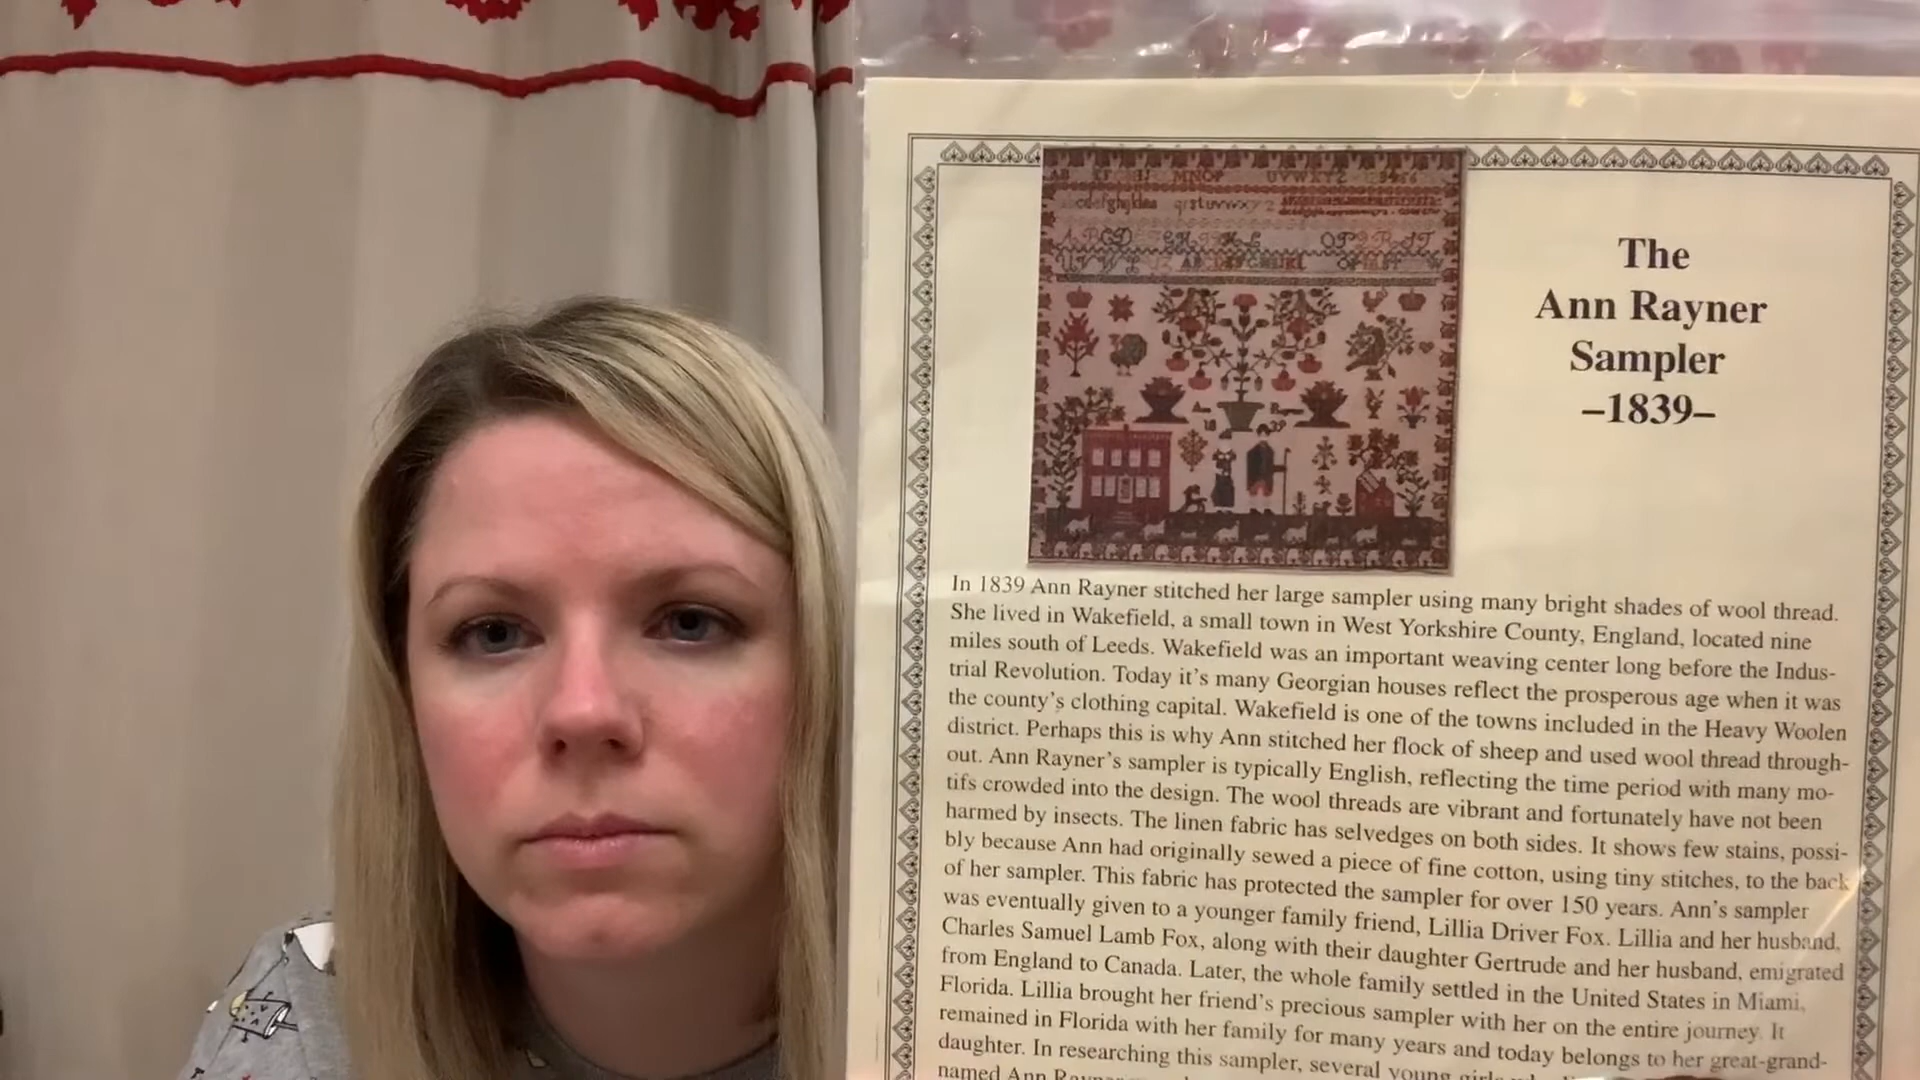 The
Ann Rayner
Sampler
–1839–
In 1839 Ann Rayner stitched her large sampler using many bright shades of wool thread.
She lived in Wakefield, a small town in West Yorkshire County, England, located nine
miles south of Leeds. Wakefield was an important weaving center long before the Indus-
trial Revolution. Today it's many Georgian houses reflect the prosperous age when it was
the county's clothing capital. Wakefield is one of the towns included in the Heavy Woolen
district. Perhaps this is why Ann stitched her flock of sheep and used wool thread through-
out. Ann Rayner's sampler is typically English, reflecting the time period with many mo-
tifs crowded into the design. The wool threads are vibrant and fortunately have not been
harmed by insects. The linen fabric has selvedges on both sides. It shows few stains, possi-
bly because Ann had originally sewed a piece of fine cotton, using tiny stitches, to the back
of her sampler. This fabric has protected the sampler for over 150 years. Ann's sampler
was eventually given to a younger family friend, Lillia Driver Fox. Lillia and her husband,
Charles Samuel Lamb Fox, along with their daughter Gertrude and her husband, emigrated
from England to Canada. Later, the whole family settled in the United States in Miami,
Florida. Lillia brought her friend's precious sampler with her on the entire journey. It
remained in Florida with her family for many years and today belongs to her great-grand-
daughter. In researching this sampler, several young girls
named Ann